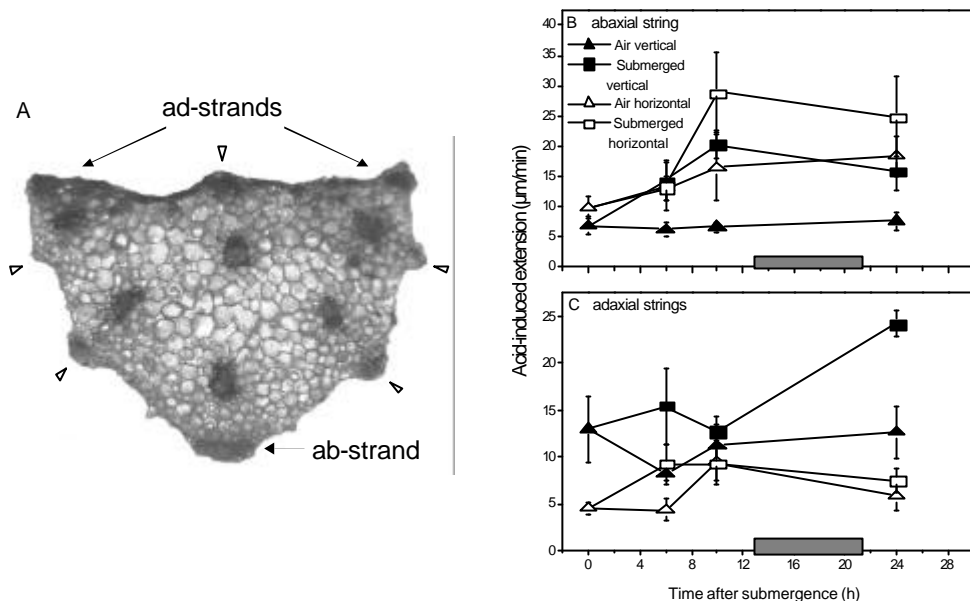 A
ad-strands
ab-strand
B abaxial string
Air vertical
Submerged
vertical
Air horizontal
Submerged
horizontal
40
35
30
25
20
15
10
5
0
Acid-induced extension (µm/min)
C adaxial strings
25
20
15
10
5
0
0 4 8 12 16 20 24 28
Time after submergence (h)